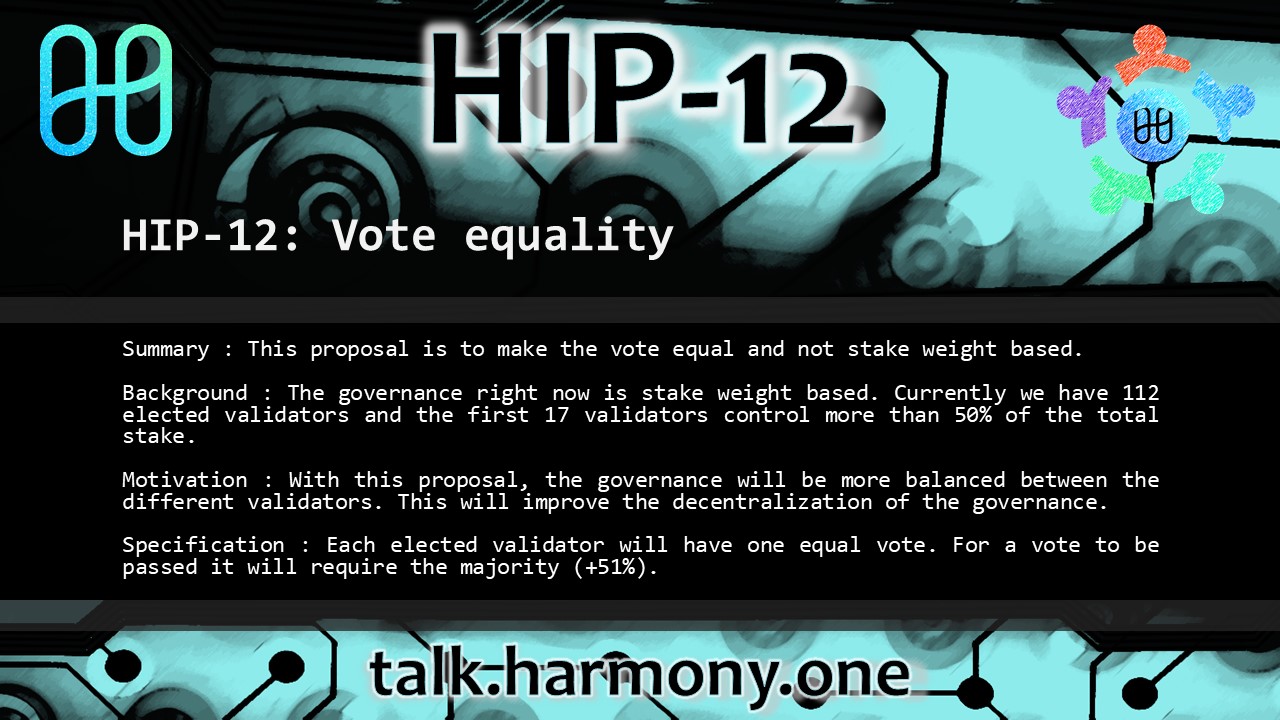 HIP-12
HIP-12: Vote equality
Summary : This proposal is to make the vote equal and not stake weight based.
Background : The governance right now is stake weight based. Currently we have 112
elected validators and the first 17 validators control more than 50% of the total
stake.
Motivation : With this proposal, the governance will be more balanced between the
different validators. This will improve the decentralization of the governance.
Specification : Each elected validator will have one equal vote. For a vote to be
passed it will require the majority (+51%).
talk.harmony.one